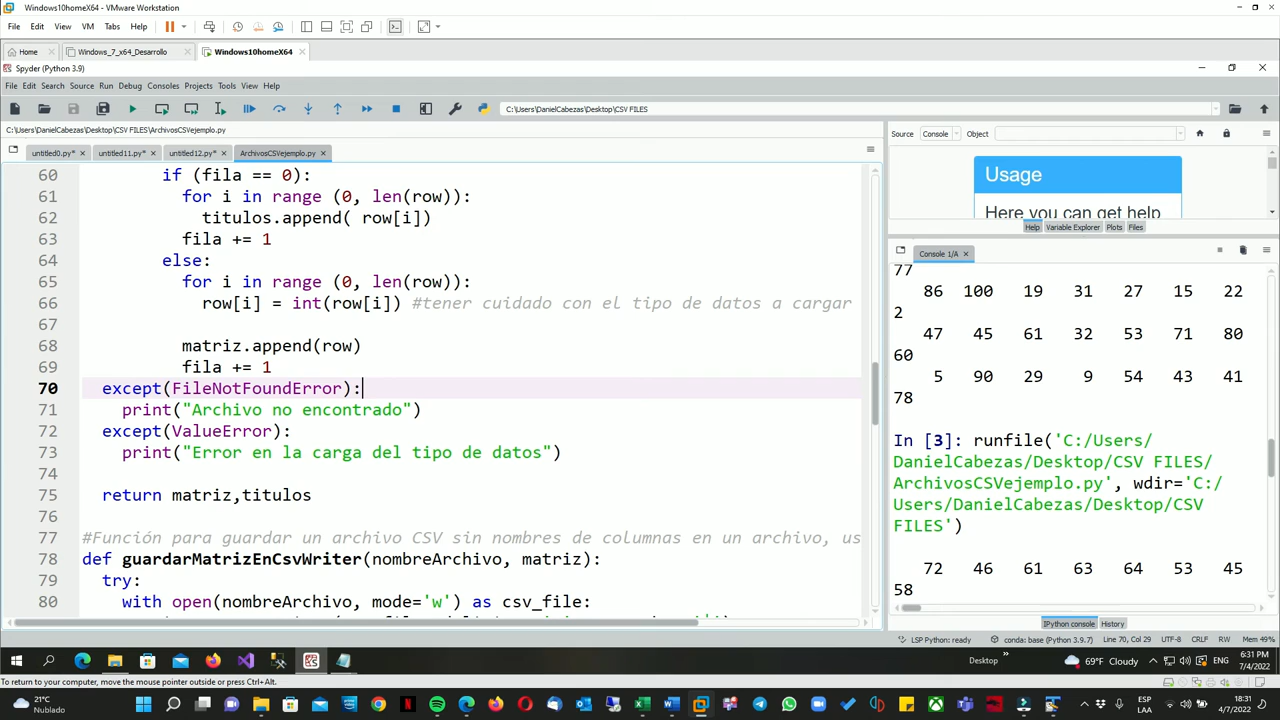 Windows10homeX64 - VMware Workstation
File Edit View VM Tabs Help
Home Windows_7_x64_Desarrollo Windows10homeX64
Spyder (Python 3.9)
File Edit Search Source Run Debug Consoles Projects Tools View Help
C:\Users\DanielCabezas\Desktop\CSV FILES
C:\Users\DanielCabezas\Desktop\CSV FILES\ArchivosCSVejemplo.py
untitled0.py* untitled11.py* untitled12.py* ArchivosCSVejemplo.py
60 if (fila == 0):
61 for i in range (0, len(row)):
62 titulos.append( row[i])
63 fila += 1
64 else:
65 for i in range (0, len(row)):
66 row[i] = int(row[i]) #tener cuidado con el tipo de datos a cargar
67
68 matriz.append(row)
69 fila += 1
70 except(FileNotFoundError):
71 print("Archivo no encontrado")
72 except(ValueError):
73 print("Error en la carga del tipo de datos")
74
75 return matriz,titulos
76
77 #Función para guardar un archivo CSV sin nombres de columnas en un archivo, us
78 def guardarMatrizEnCsvWriter(nombreArchivo, matriz):
79 try:
80 with open(nombreArchivo, mode='w') as csv_file:
Source Console Object
Usage
Here you can get help
Help Variable Explorer Plots Files
Console 1/A
77
86 100 19 31 27 15 22
2
47 45 61 32 53 71 80
60
5 90 29 9 54 43 41
78
In [3]: runfile('C:/Users/
DanielCabezas/Desktop/CSV FILES/
ArchivosCSVejemplo.py', wdir='C:/
Users/DanielCabezas/Desktop/CSV
FILES')
72 46 61 63 64 53 45
58
IPython console History
LSP Python: ready conda: base (Python 3.9.7) Line 70, Col 29 UTF-8 CRLF RW Mem 49%
Desktop 69°F Cloudy ENG 6:31 PM
7/4/2022
To return to your computer, move the mouse pointer outside or press Ctrl+Alt.
21°C
Nublado
ESP
LAA
18:31
4/7/2022